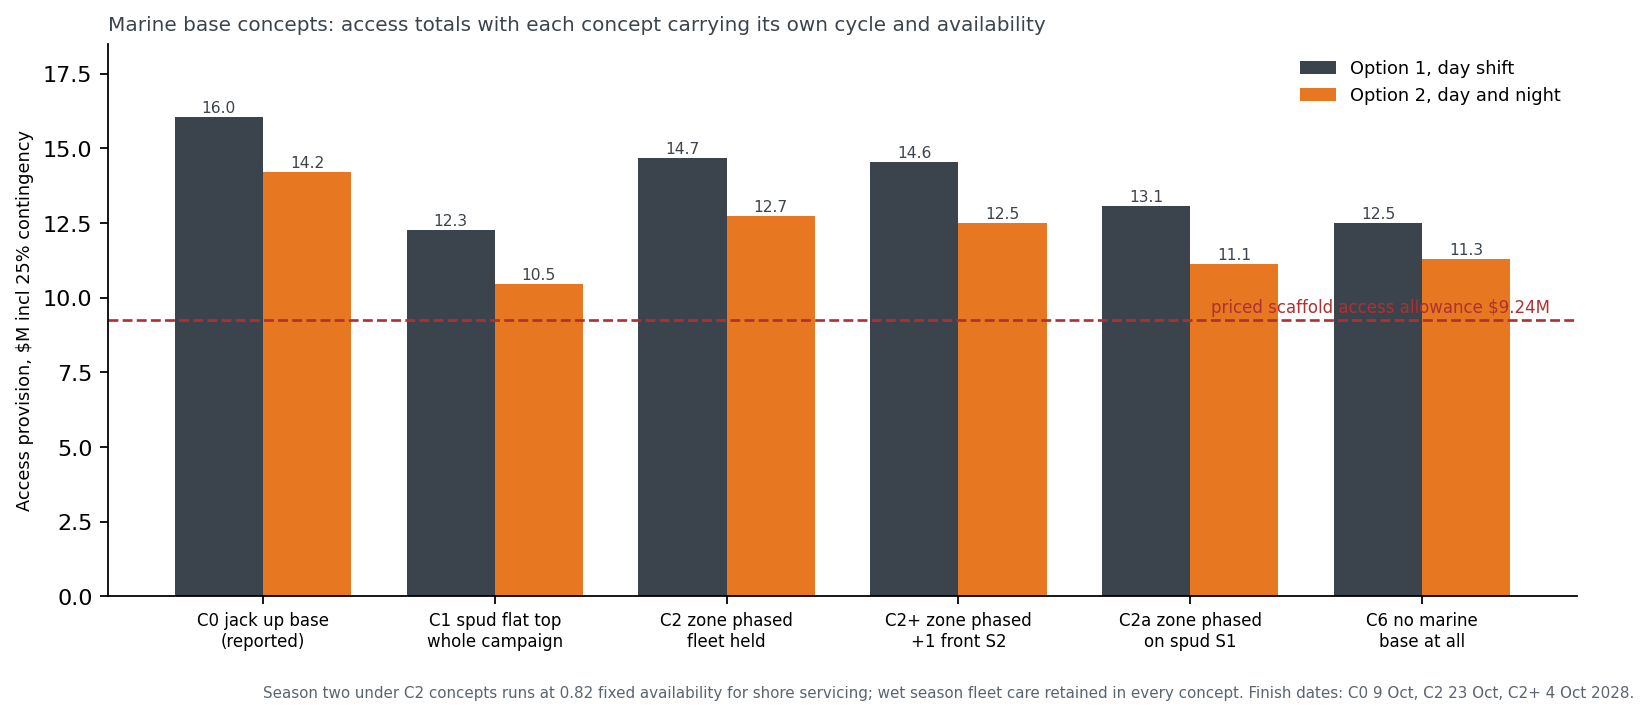 Marine base concepts: access totals with each concept carrying its own cycle and availability
Access provision, $M incl 25% contingency
17.5
15.0
12.5
10.0
7.5
5.0
2.5
0.0
Option 1, day shift
Option 2, day and night
16.0
14.2
12.3
10.5
14.7
12.7
14.6
12.5
13.1
11.1
12.5
11.3
priced scaffold access allowance $9.24M
C0 jack up base
(reported)
C1 spud flat top
whole campaign
C2 zone phased
fleet held
C2+ zone phased
+1 front S2
C2a zone phased
on spud S1
C6 no marine
base at all
Season two under C2 concepts runs at 0.82 fixed availability for shore servicing; wet season fleet care retained in every concept. Finish dates: C0 9 Oct, C2 23 Oct, C2+ 4 Oct 2028.